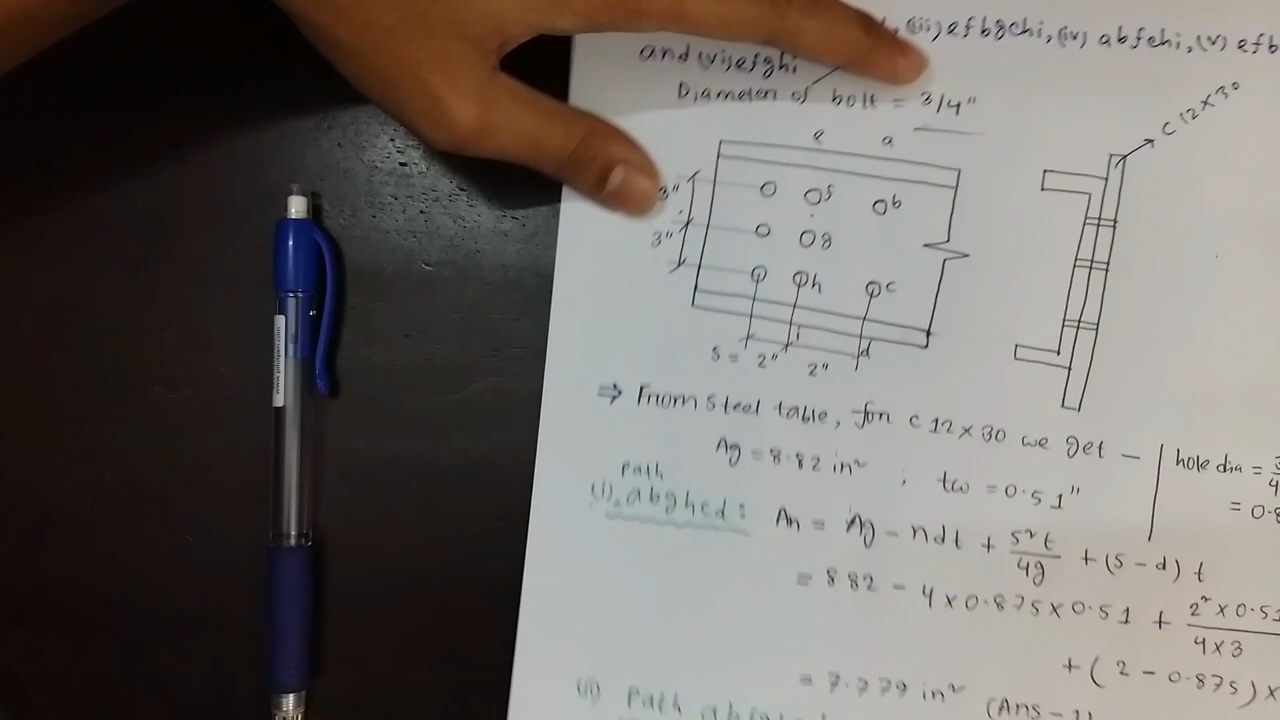 (iii) efbgchi, (iv) abfchi, (v) efb
and (vi) efghi
Diameter of bolt = 3/4"
e a
3"
3"
f b
g
h c
i d
S = 2" 2"
C 12×30
⇒ From steel table, for C 12×30 we get —
Ag = 8.82 in² ; tw = 0.51"
hole dia =
= 0.8
Path
(i) abghcd : An = Ag - ndt + s²t/4g + (s - d) t
= 8.82 - 4×0.875×0.51 + 2²×0.51/4×3
+ ( 2 - 0.875) ×
= 7.779 in² (Ans-1)
(ii) Path